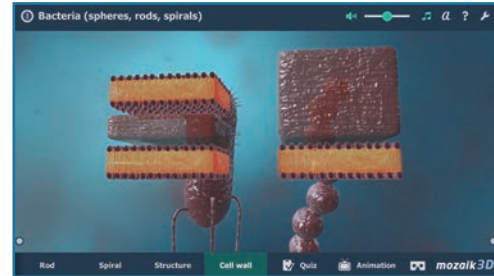 Bacteria (spheres, rods, spirals)
a ?
Rod Spiral Structure Cell wall Quiz Animation mozaik3D